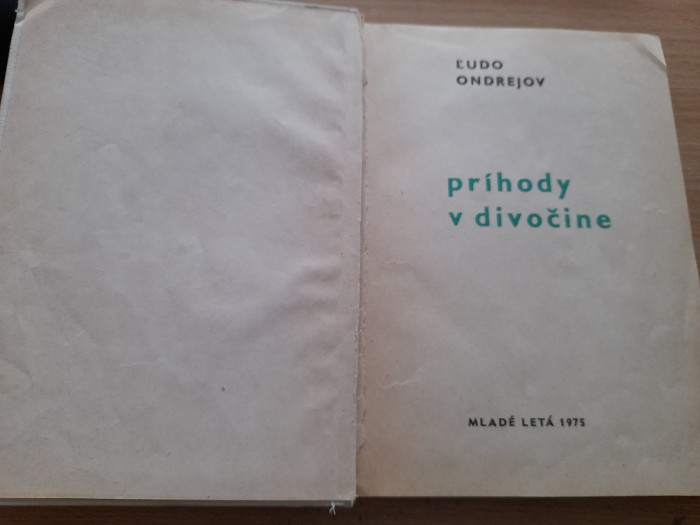 ĽUDO
ONDREJOV
príhody
v divočine
MLADÉ LETÁ 1975